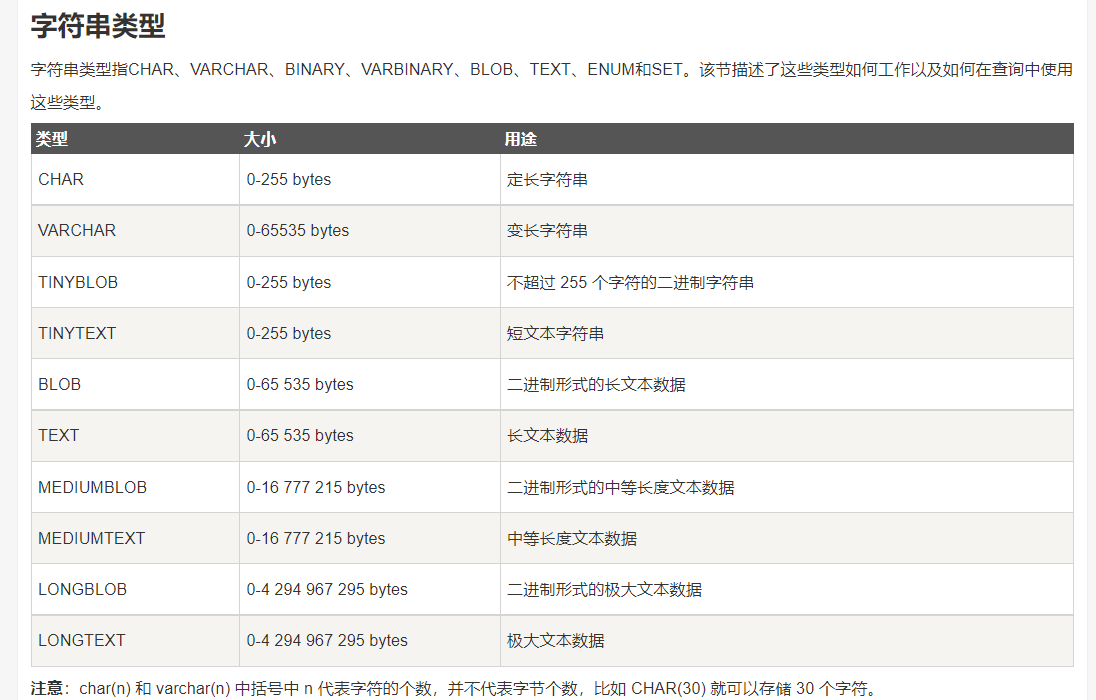 字符串类型
字符串类型指CHAR、VARCHAR、BINARY、VARBINARY、BLOB、TEXT、ENUM和SET。该节描述了这些类型如何工作以及如何在查询中使用
这些类型。
类型 大小 用途
CHAR 0-255 bytes 定长字符串
VARCHAR 0-65535 bytes 变长字符串
TINYBLOB 0-255 bytes 不超过 255 个字符的二进制字符串
TINYTEXT 0-255 bytes 短文本字符串
BLOB 0-65 535 bytes 二进制形式的长文本数据
TEXT 0-65 535 bytes 长文本数据
MEDIUMBLOB 0-16 777 215 bytes 二进制形式的中等长度文本数据
MEDIUMTEXT 0-16 777 215 bytes 中等长度文本数据
LONGBLOB 0-4 294 967 295 bytes 二进制形式的极大文本数据
LONGTEXT 0-4 294 967 295 bytes 极大文本数据
注意：char(n) 和 varchar(n) 中括号中 n 代表字符的个数，并不代表字节个数，比如 CHAR(30) 就可以存储 30 个字符。